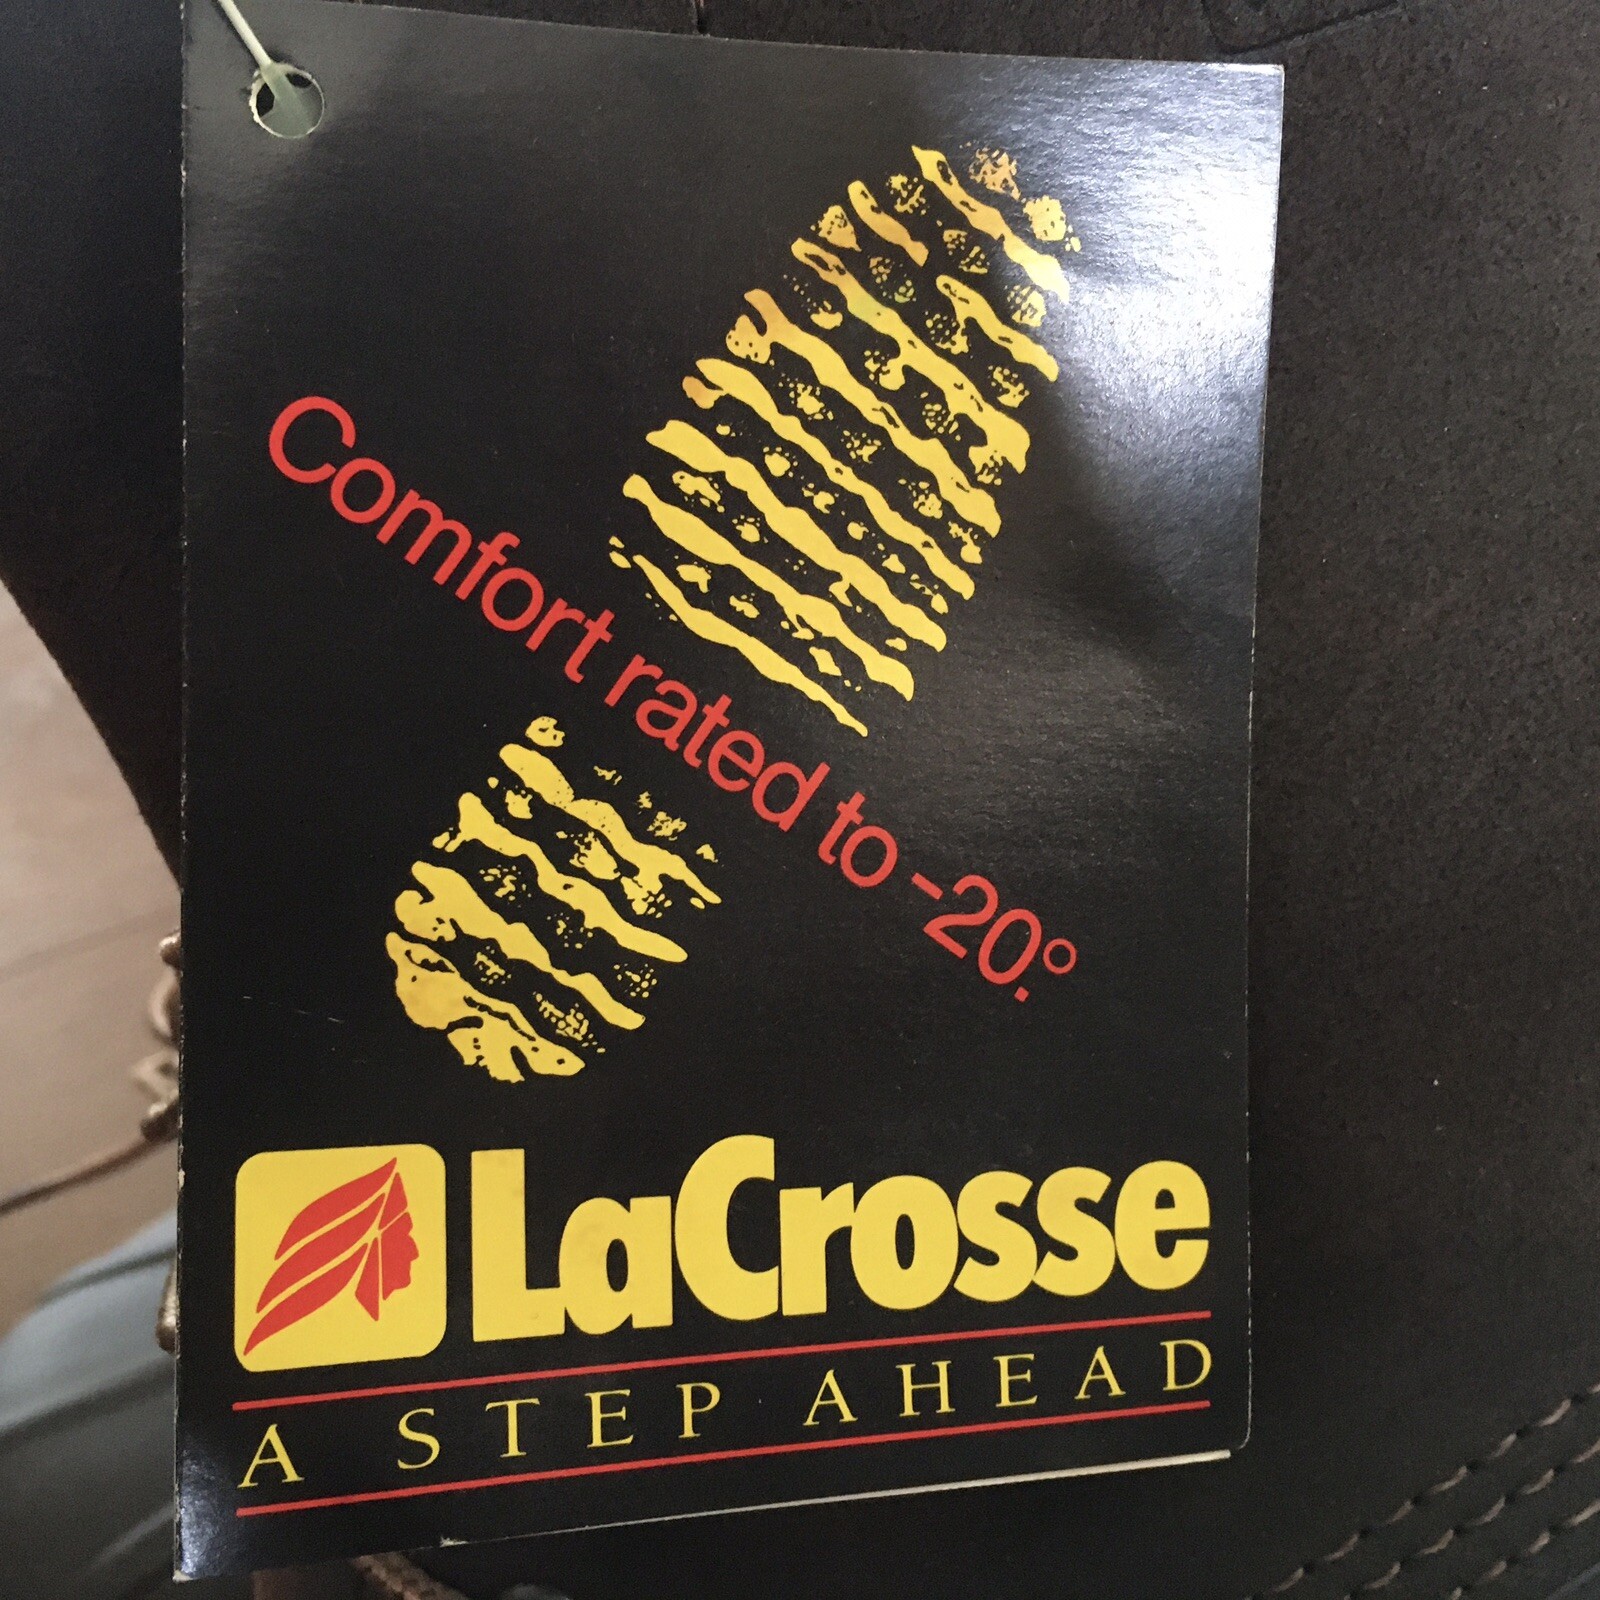 Comfort rated to -20.°
LaCrosse
A STEP AHEAD